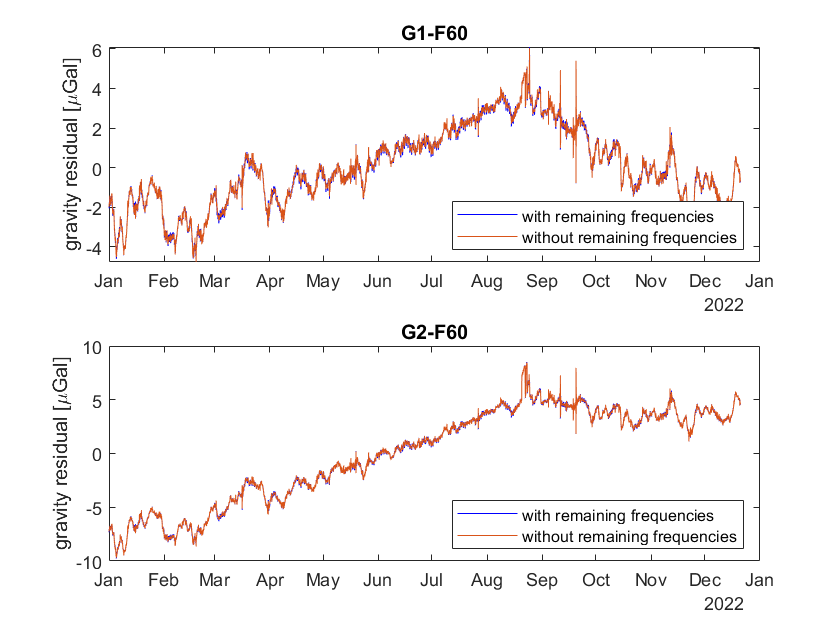 G1-F60
gravity residual [μGal]
6
4
2
0
-2
-4
with remaining frequencies
without remaining frequencies
Jan Feb Mar Apr May Jun Jul Aug Sep Oct Nov Dec Jan
2022
G2-F60
gravity residual [μGal]
10
5
0
-5
-10
with remaining frequencies
without remaining frequencies
Jan Feb Mar Apr May Jun Jul Aug Sep Oct Nov Dec Jan
2022